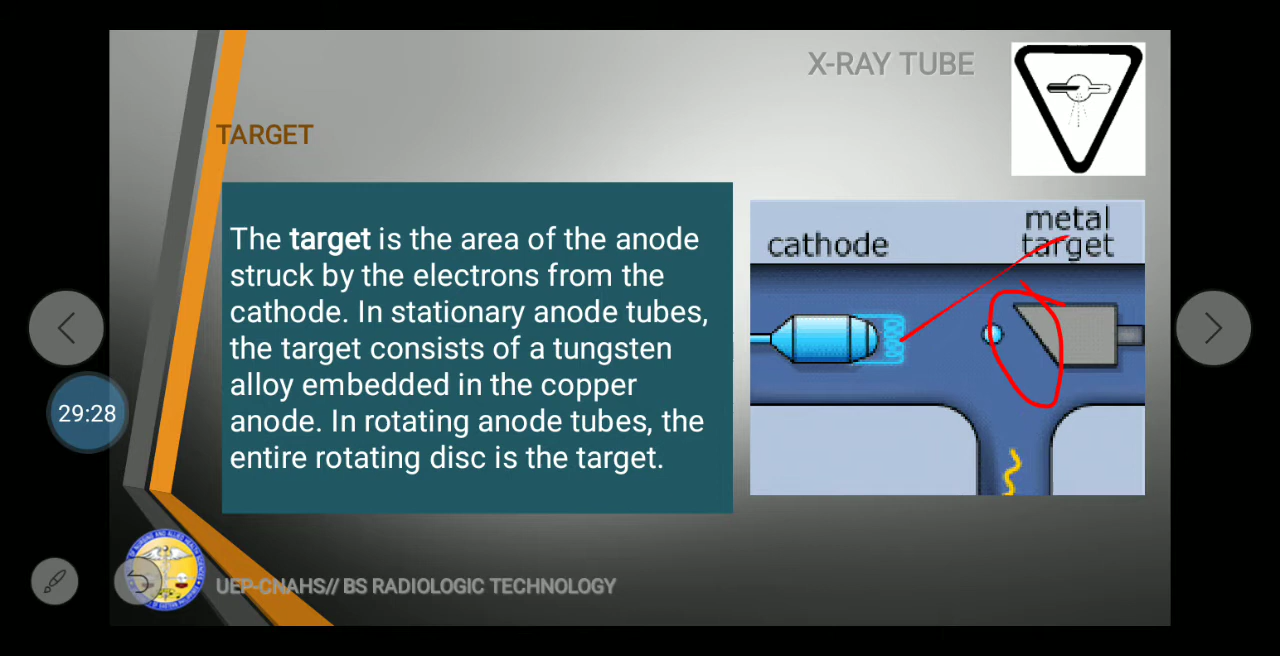 X-RAY TUBE
TARGET
The target is the area of the anode
struck by the electrons from the
cathode. In stationary anode tubes,
the target consists of a tungsten
alloy embedded in the copper
anode. In rotating anode tubes, the
entire rotating disc is the target.
cathode
metal
target
29:28
UEP-CNAHS// BS RADIOLOGIC TECHNOLOGY